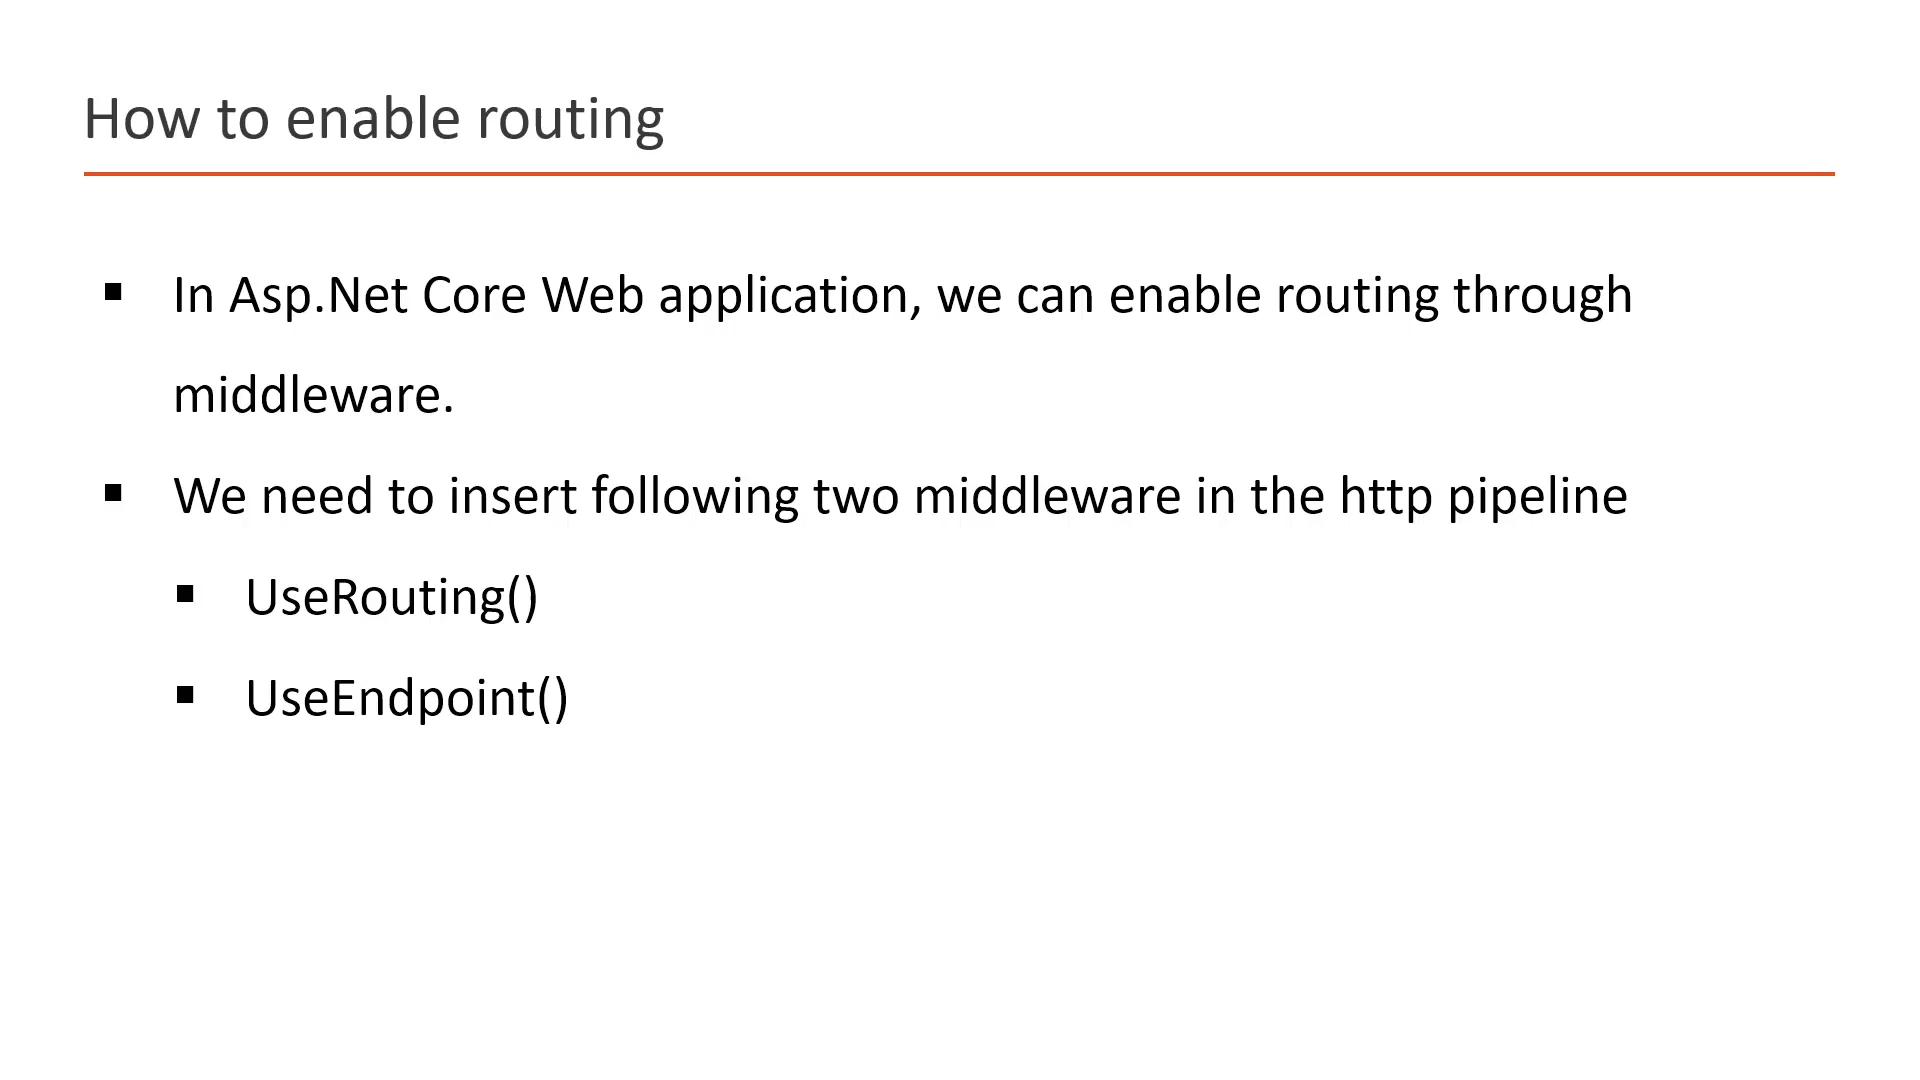 How to enable routing
▪ In Asp.Net Core Web application, we can enable routing through
middleware.
▪ We need to insert following two middleware in the http pipeline
▪ UseRouting()
▪ UseEndpoint()